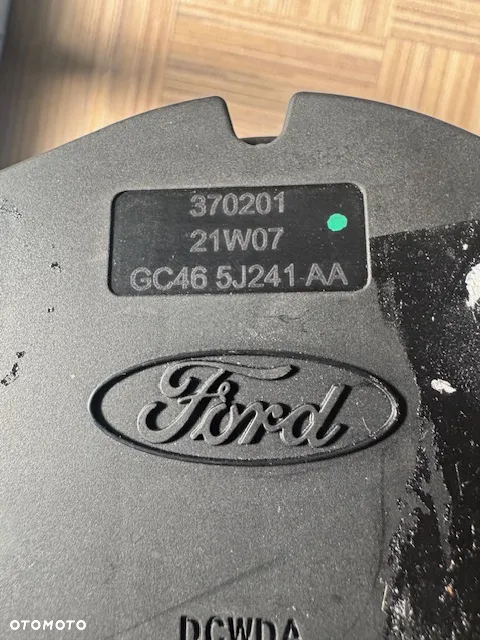 370201
21W07
GC46 5J241 AA
Ford
DCWDA
OTOMOTO